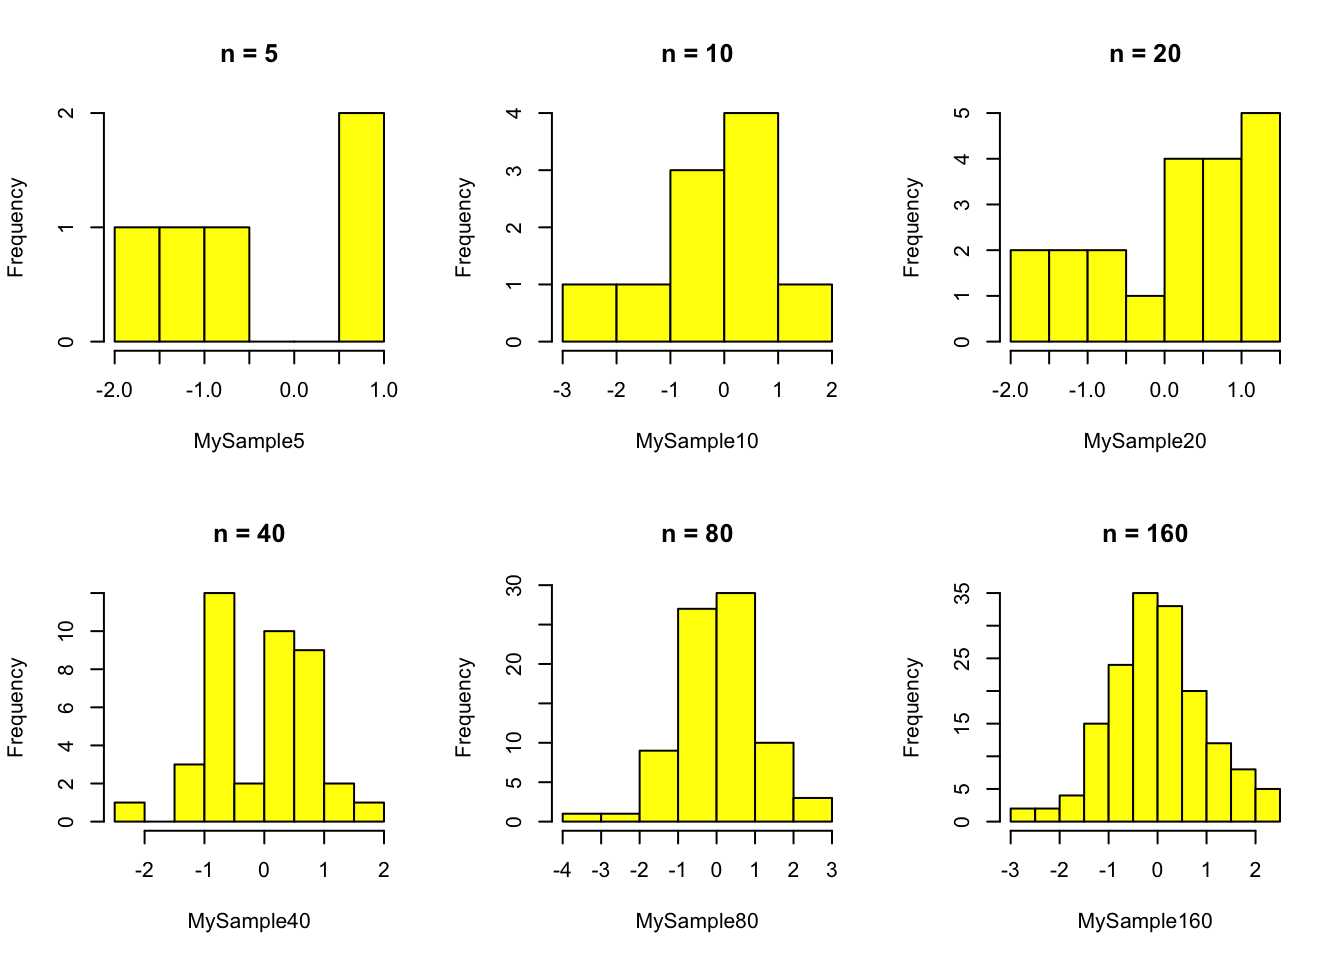 n = 5
n = 10
n = 20
Frequency
0 1 2
-2.0 -1.0 0.0 1.0
MySample5
Frequency
0 1 2 3 4
-3 -2 -1 0 1 2
MySample10
Frequency
0 1 2 3 4 5
-2.0 -1.0 0.0 1.0
MySample20
n = 40
n = 80
n = 160
Frequency
0 2 4 6 8 10
-2 -1 0 1 2
MySample40
Frequency
0 5 10 20 30
-4 -3 -2 -1 0 1 2 3
MySample80
Frequency
0 5 15 25 35
-3 -2 -1 0 1 2
MySample160